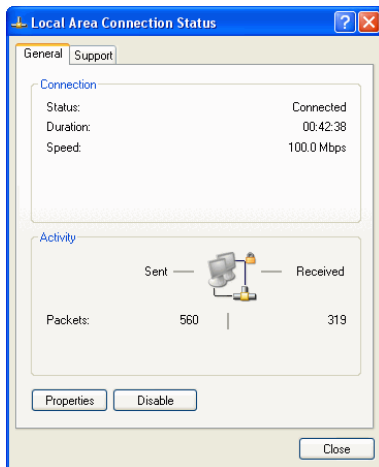 Local Area Connection Status
General Support
Connection
Status: Connected
Duration: 00:42:38
Speed: 100.0 Mbps
Activity
Sent Received
Packets: 560 319
Properties Disable
Close